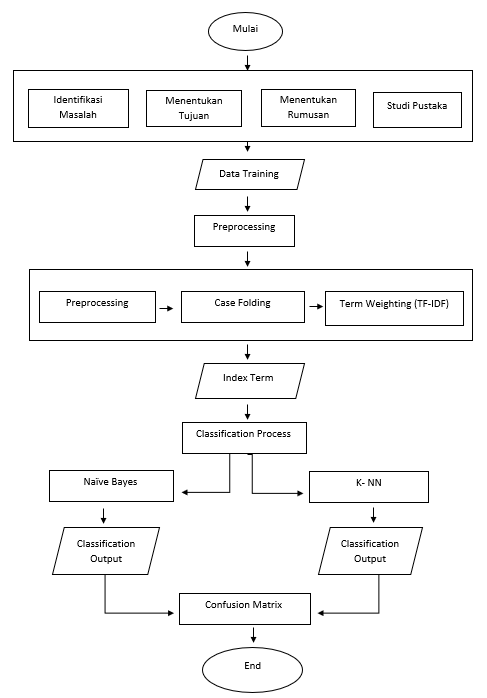 Mulai
Identifikasi
Masalah
Menentukan
Tujuan
Menentukan
Rumusan
Studi Pustaka
Data Training
Preprocessing
Preprocessing
Case Folding
Term Weighting (TF-IDF)
Index Term
Classification Process
Naïve Bayes
K- NN
Classification
Output
Classification
Output
Confusion Matrix
End